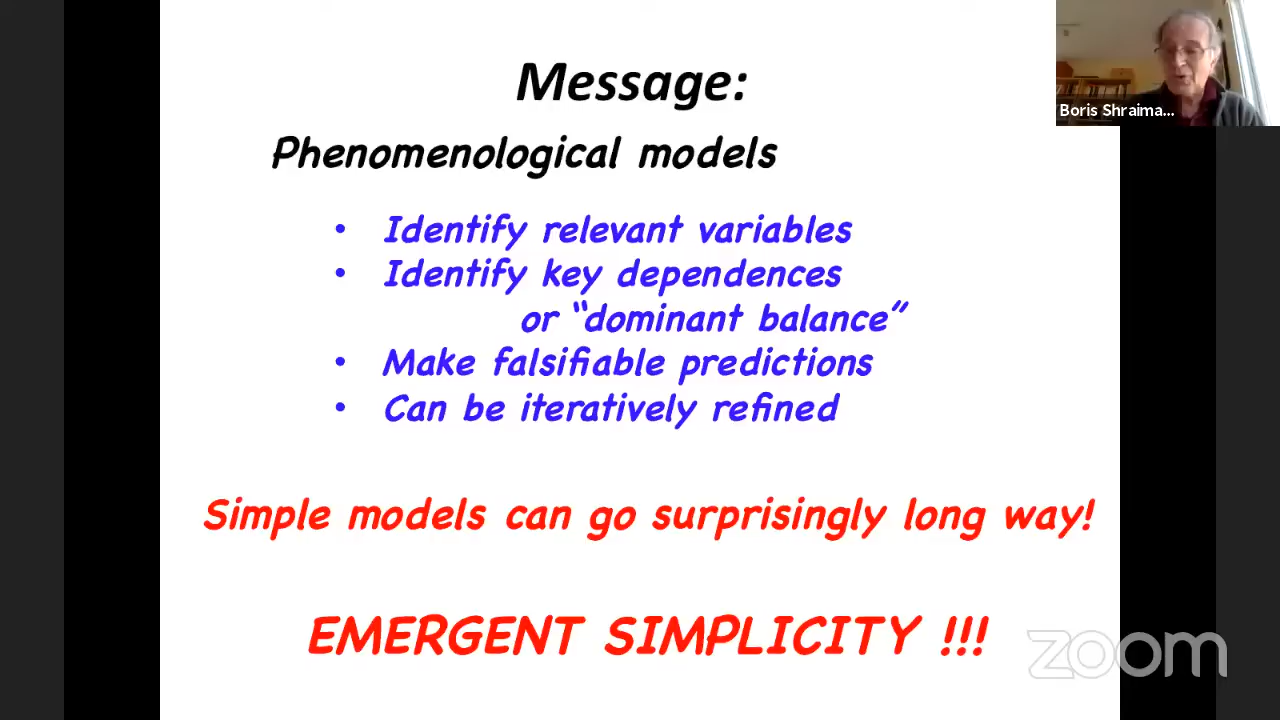 Message:
Boris Shraima...
Phenomenological models
• Identify relevant variables
• Identify key dependences
or “dominant balance”
• Make falsifiable predictions
• Can be iteratively refined
Simple models can go surprisingly long way!
EMERGENT SIMPLICITY !!!
zoom